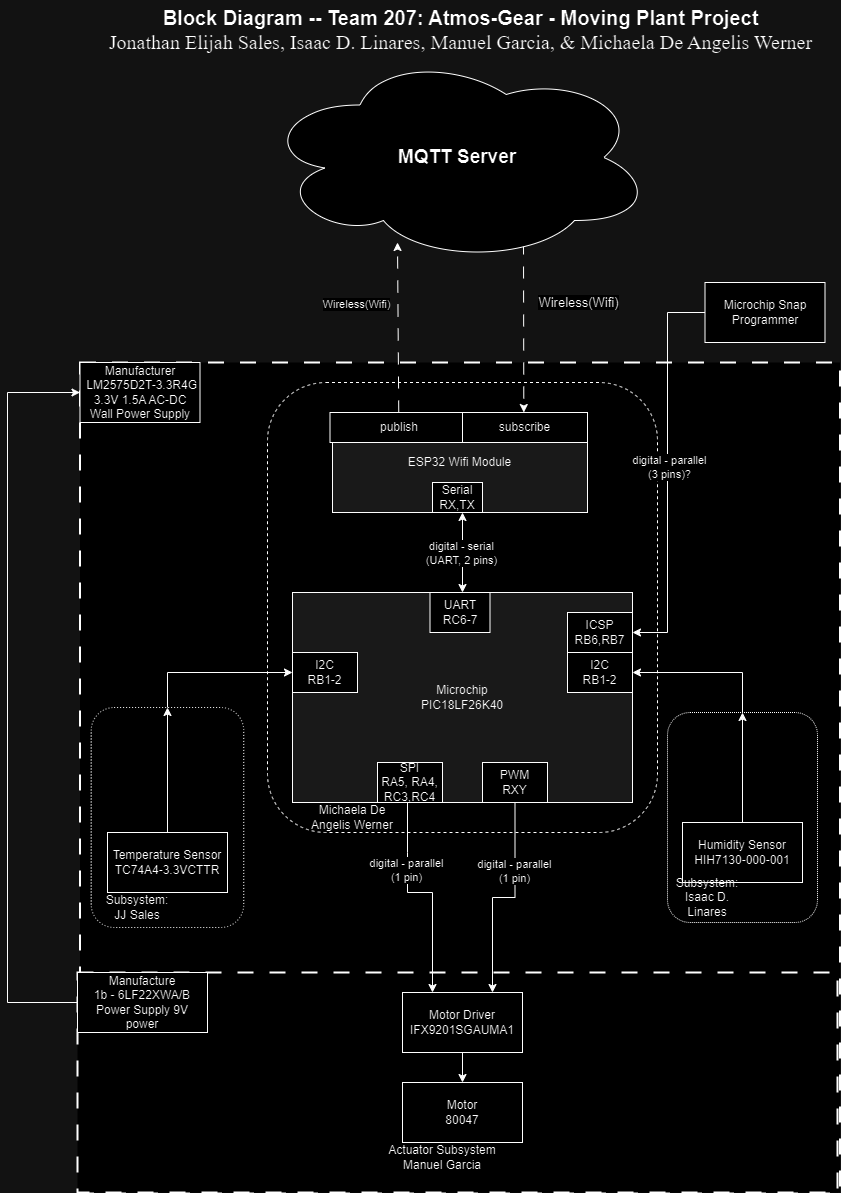 Block Diagram -- Team 207: Atmos-Gear - Moving Plant Project
Jonathan Elijah Sales, Isaac D. Linares, Manuel Garcia, & Michaela De Angelis Werner
MQTT Server
Wireless(Wifi)
Wireless(Wifi)
Microchip Snap
Programmer
Manufacturer
LM2575D2T-3.3R4G
3.3V 1.5A AC-DC
Wall Power Supply
publish
subscribe
ESP32 Wifi Module
Serial
RX,TX
digital - parallel
(3 pins)?
digital - serial
(UART, 2 pins)
UART
RC6-7
ICSP
RB6,RB7
I2C
RB1-2
I2C
RB1-2
Microchip
PIC18LF26K40
SPI
RA5, RA4,
RC3,RC4
PWM
RXY
Michaela De
Angelis Werner
Temperature Sensor
TC74A4-3.3VCTTR
Subsystem:
JJ Sales
Humidity Sensor
HIH7130-000-001
Subsystem:
Isaac D.
Linares
digital - parallel
(1 pin)
digital - parallel
(1 pin)
Manufacture
1b - 6LF22XWA/B
Power Supply 9V
power
Motor Driver
IFX9201SGAUMA1
Motor
80047
Actuator Subsystem
Manuel Garcia